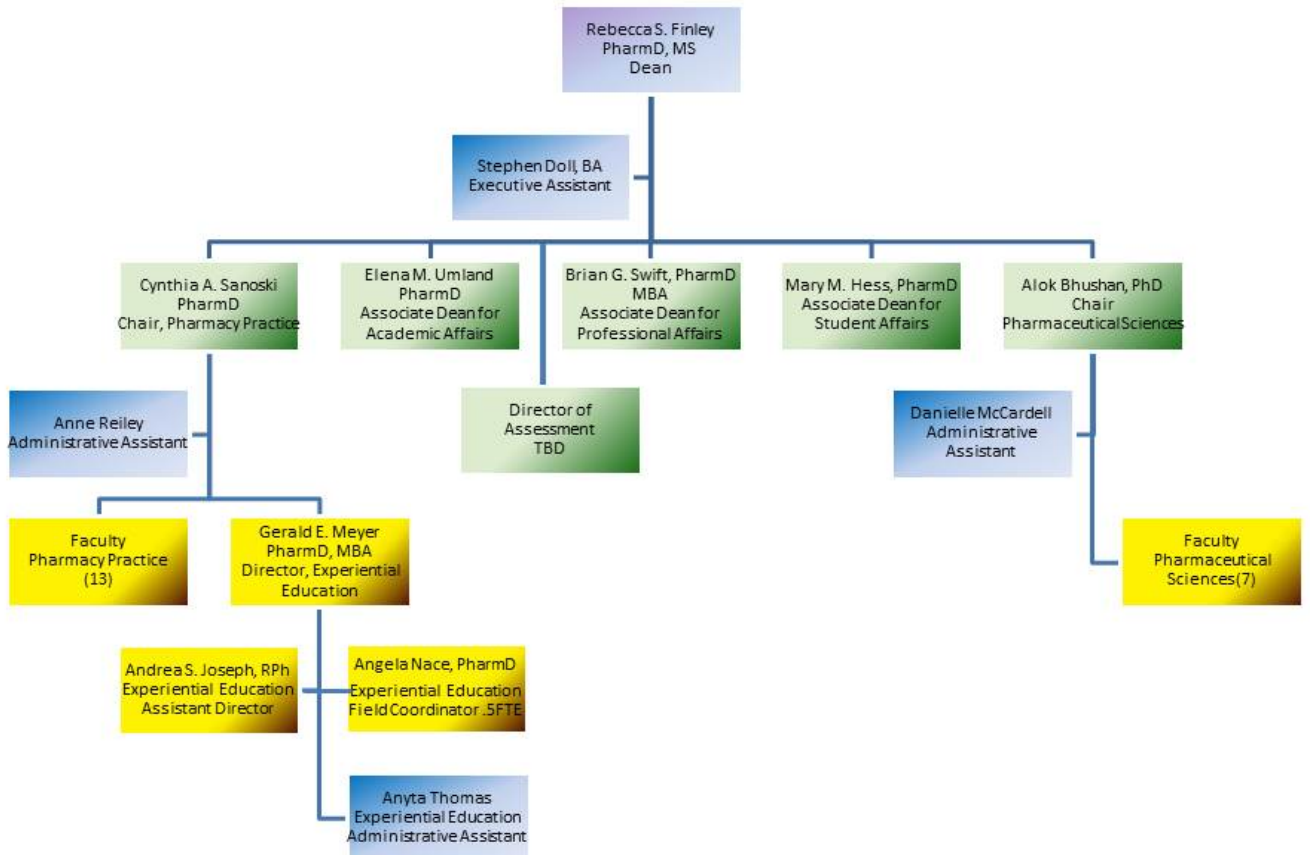 Rebecca S. Finley
PharmD, MS
Dean
Stephen Doll, BA
Executive Assistant
Cynthia A. Sanoski
PharmD
Chair, Pharmacy Practice
Elena M. Umland
PharmD
Associate Dean for
Academic Affairs
Brian G. Swift, PharmD
MBA
Associate Dean for
Professional Affairs
Mary M. Hess, PharmD
Associate Dean for
Student Affairs
Alok Bhushan, PhD
Chair
Pharmaceutical Sciences
Anne Reiley
Administrative Assistant
Director of
Assessment
TBD
Danielle McCardell
Administrative
Assistant
Faculty
Pharmacy Practice
(13)
Gerald E. Meyer
PharmD, MBA
Director, Experiential
Education
Faculty
Pharmaceutical
Sciences(7)
Andrea S. Joseph, RPh
Experiential Education
Assistant Director
Angela Nace, PharmD
Experiential Education
Field Coordinator .5FTE
Anyta Thomas
Experiential Education
Administrative Assistant